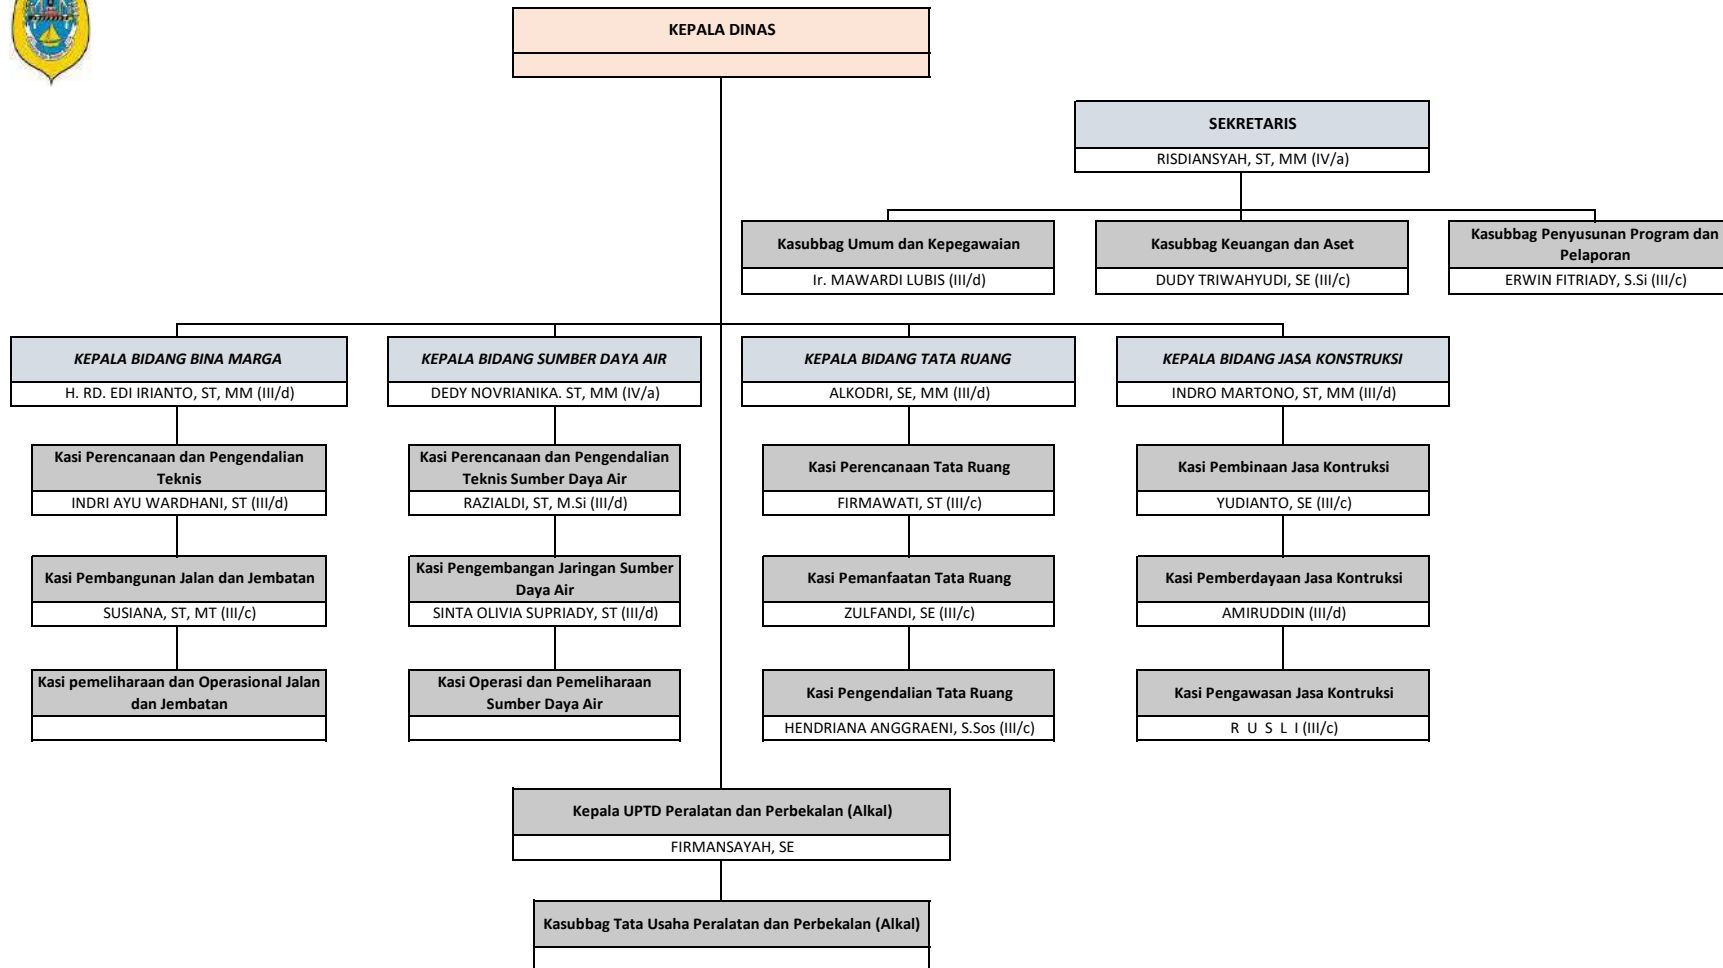 KEPALA DINAS
SEKRETARIS
RISDIANSYAH, ST, MM (IV/a)
Kasubbag Umum dan Kepegawaian
Ir. MAWARDI LUBIS (III/d)
Kasubbag Keuangan dan Aset
DUDY TRIWAHYUDI, SE (III/c)
Kasubbag Penyusunan Program dan
Pelaporan
ERWIN FITRIADY, S.Si (III/c)
KEPALA BIDANG BINA MARGA
H. RD. EDI IRIANTO, ST, MM (III/d)
KEPALA BIDANG SUMBER DAYA AIR
DEDY NOVRIANIKA. ST, MM (IV/a)
KEPALA BIDANG TATA RUANG
ALKODRI, SE, MM (III/d)
KEPALA BIDANG JASA KONSTRUKSI
INDRO MARTONO, ST, MM (III/d)
Kasi Perencanaan dan Pengendalian
Teknis
INDRI AYU WARDHANI, ST (III/d)
Kasi Perencanaan dan Pengendalian
Teknis Sumber Daya Air
RAZIALDI, ST, M.Si (III/d)
Kasi Perencanaan Tata Ruang
FIRMAWATI, ST (III/c)
Kasi Pembinaan Jasa Kontruksi
YUDIANTO, SE (III/c)
Kasi Pembangunan Jalan dan Jembatan
SUSIANA, ST, MT (III/c)
Kasi Pengembangan Jaringan Sumber
Daya Air
SINTA OLIVIA SUPRIADY, ST (III/d)
Kasi Pemanfaatan Tata Ruang
ZULFANDI, SE (III/c)
Kasi Pemberdayaan Jasa Kontruksi
AMIRUDDIN (III/d)
Kasi pemeliharaan dan Operasional Jalan
dan Jembatan
Kasi Operasi dan Pemeliharaan
Sumber Daya Air
Kasi Pengendalian Tata Ruang
HENDRIANA ANGGRAENI, S.Sos (III/c)
Kasi Pengawasan Jasa Kontruksi
R U S L I (III/c)
Kepala UPTD Peralatan dan Perbekalan (Alkal)
FIRMANSAYAH, SE
Kasubbag Tata Usaha Peralatan dan Perbekalan (Alkal)